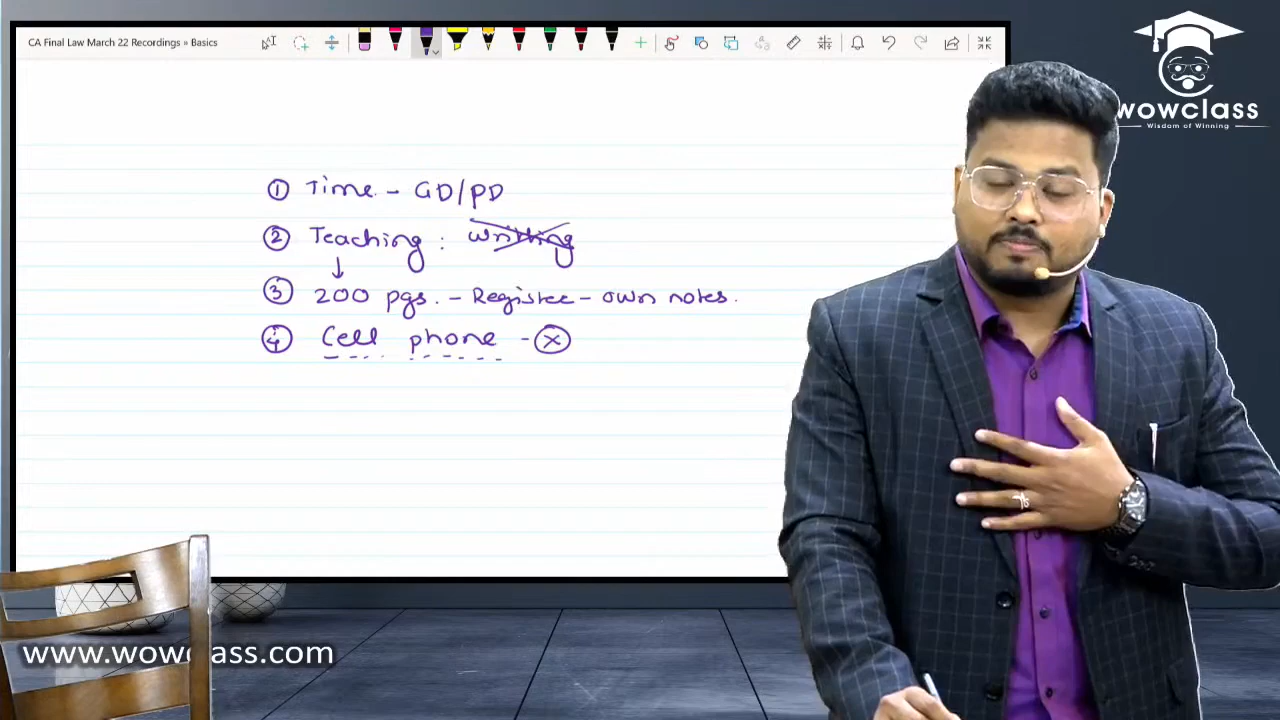 CA Final Law March 22 Recordings » Basics
wowclass
Wisdom of Winning
① Time - GD/PD
② Teaching : writting
↓
③ 200 pgs. - Register - own notes.
④ Cell phone - ⓧ
www.wowclass.com